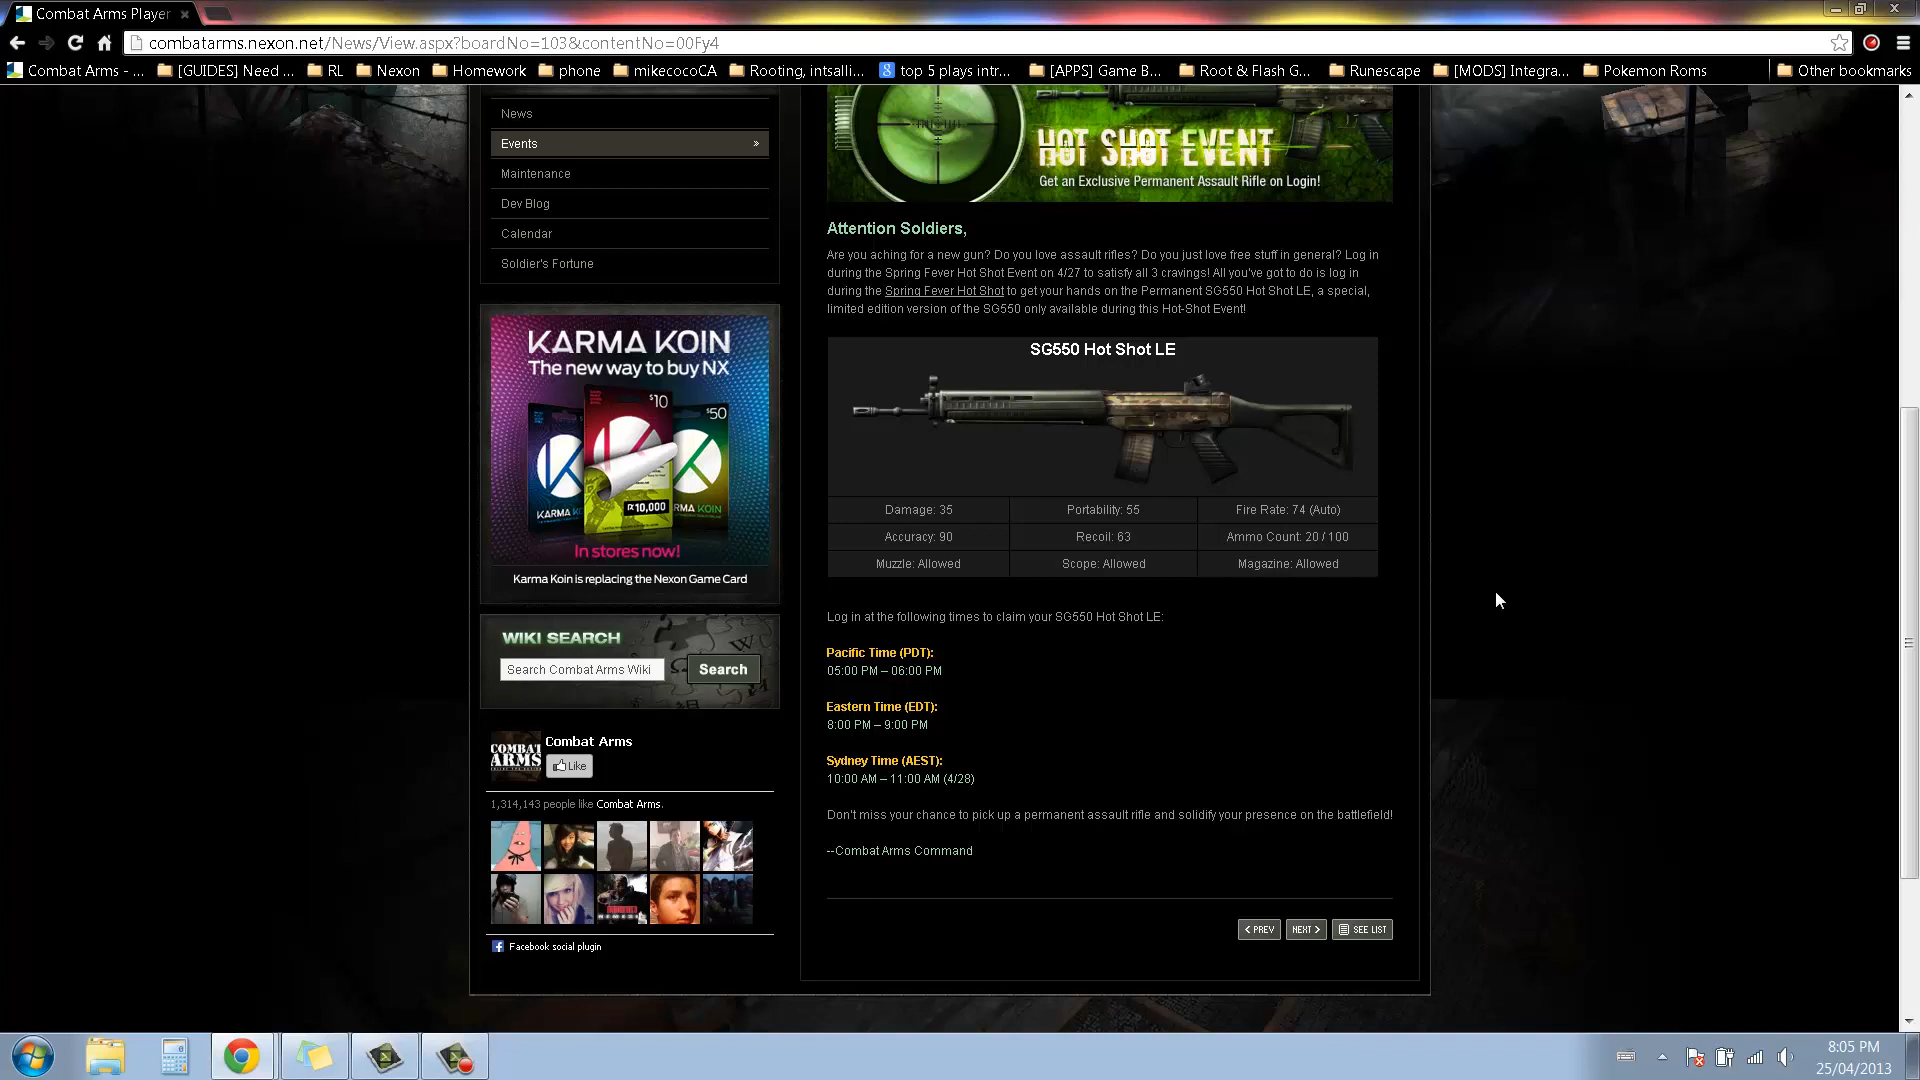 Combat Arms Player
combatarms.nexon.net/News/View.aspx?boardNo=103&contentNo=00Fy4
Combat Arms - ...
[GUIDES] Need ...
RL
Nexon
Homework
phone
mikecocoCA
Rooting, intsalli...
top 5 plays intr...
[APPS] Game B...
Root & Flash G...
Runescape
[MODS] Integra...
Pokemon Roms
Other bookmarks
News
Events »
Maintenance
Dev Blog
Calendar
Soldier's Fortune
KARMA KOIN
The new way to buy NX
$10
$50
10,000
KARMA
RMA KOIN
In stores now!
Karma Koin is replacing the Nexon Game Card
WIKI SEARCH
Search Combat Arms Wiki
Search
COMBAT
ARMS
Combat Arms
Like
1,314,143 people like Combat Arms.
Facebook social plugin
HOT SHOT EVENT
Get an Exclusive Permanent Assault Rifle on Login!
Attention Soldiers,
Are you aching for a new gun? Do you love assault rifles? Do you just love free stuff in general? Log in
during the Spring Fever Hot Shot Event on 4/27 to satisfy all 3 cravings! All you've got to do is log in
during the Spring Fever Hot Shot to get your hands on the Permanent SG550 Hot Shot LE, a special,
limited edition version of the SG550 only available during this Hot-Shot Event!
SG550 Hot Shot LE
Damage: 35
Portability: 55
Fire Rate: 74 (Auto)
Accuracy: 90
Recoil: 63
Ammo Count: 20 / 100
Muzzle: Allowed
Scope: Allowed
Magazine: Allowed
Log in at the following times to claim your SG550 Hot Shot LE:
Pacific Time (PDT):
05:00 PM – 06:00 PM
Eastern Time (EDT):
8:00 PM – 9:00 PM
Sydney Time (AEST):
10:00 AM – 11:00 AM (4/28)
Don't miss your chance to pick up a permanent assault rifle and solidify your presence on the battlefield!
--Combat Arms Command
< PREV
NEXT >
SEE LIST
8:05 PM
25/04/2013